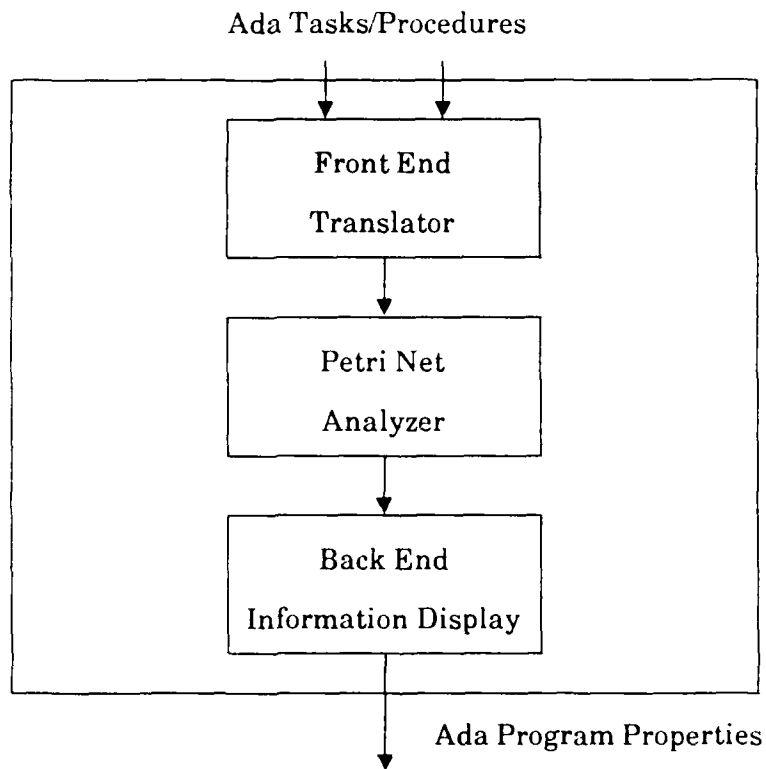 Ada Tasks/Procedures
Front End
Translator
Petri Net
Analyzer
Back End
Information Display
Ada Program Properties